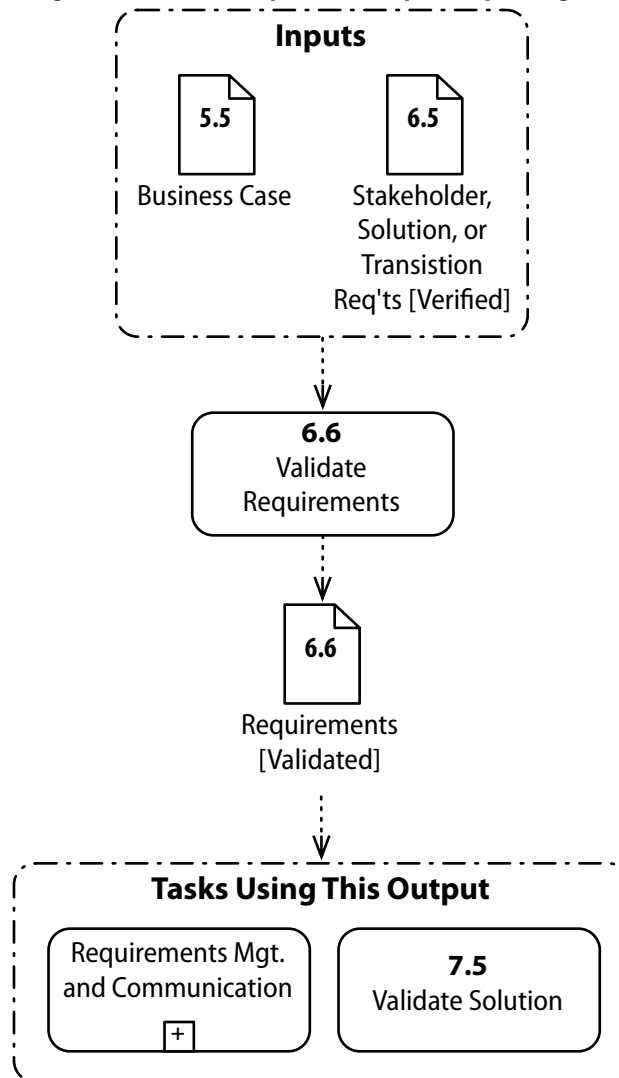 Inputs
5.5
6.5
Business Case
Stakeholder,
Solution, or
Transistion
Req'ts [Verified]
6.6
Validate
Requirements
6.6
Requirements
[Validated]
Tasks Using This Output
Requirements Mgt.
and Communication
+
7.5
Validate Solution